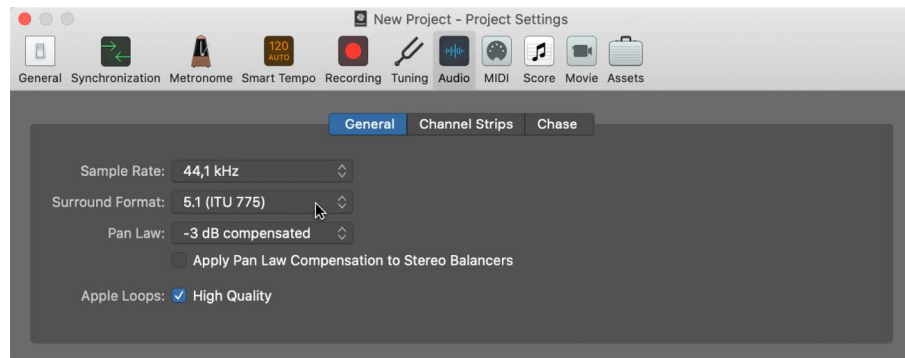 New Project - Project Settings
120
AUTO
General Synchronization Metronome Smart Tempo Recording Tuning Audio MIDI Score Movie Assets
General Channel Strips Chase
Sample Rate: 44,1 kHz
Surround Format: 5.1 (ITU 775)
Pan Law: -3 dB compensated
Apply Pan Law Compensation to Stereo Balancers
Apple Loops: High Quality